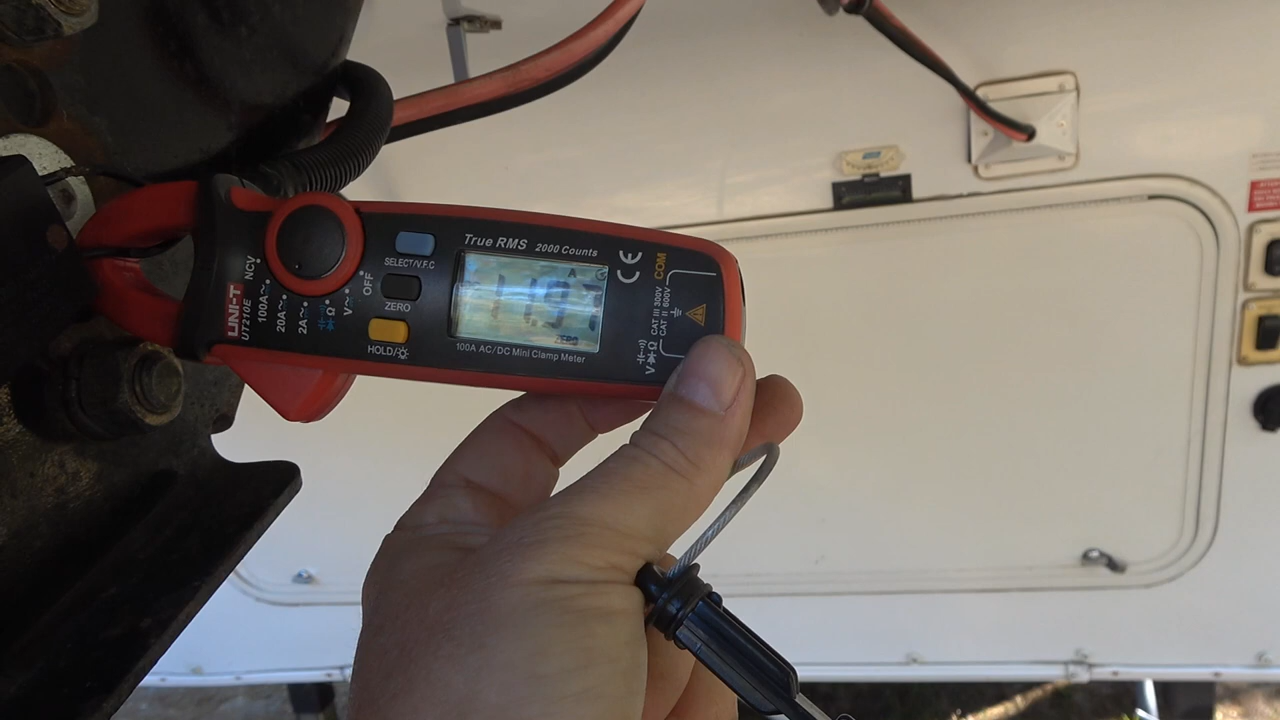 True RMS 2000 Counts
SELECT/V.F.C
ZERO
HOLD/
OFF
V
Ω
2A
20A
100A
NCV
UNI-T
UT210E
A
ZERO
100A AC/DC Mini Clamp Meter
CE
COM
CAT III 300V
CAT II 600V
VΩ